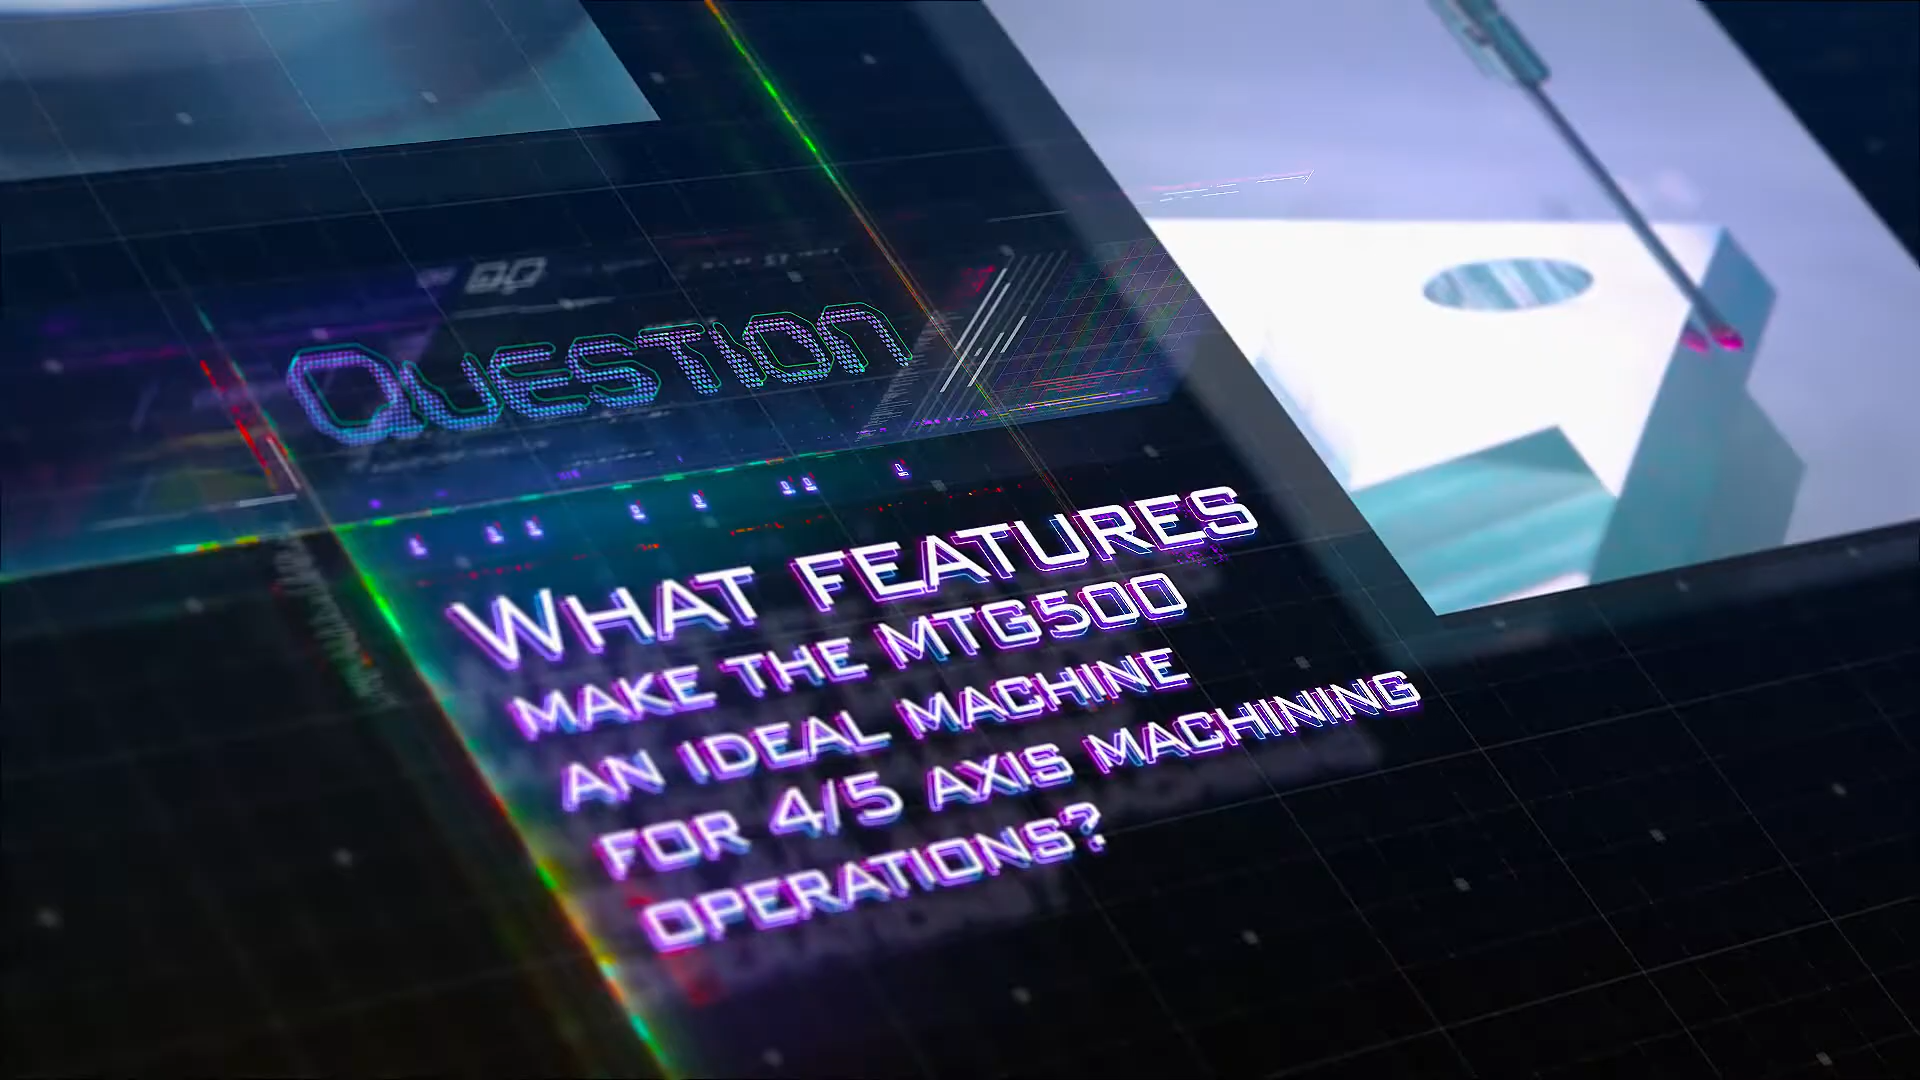 Question
What features
make the MTG500
an ideal machine
for 4/5 axis machining
operations?